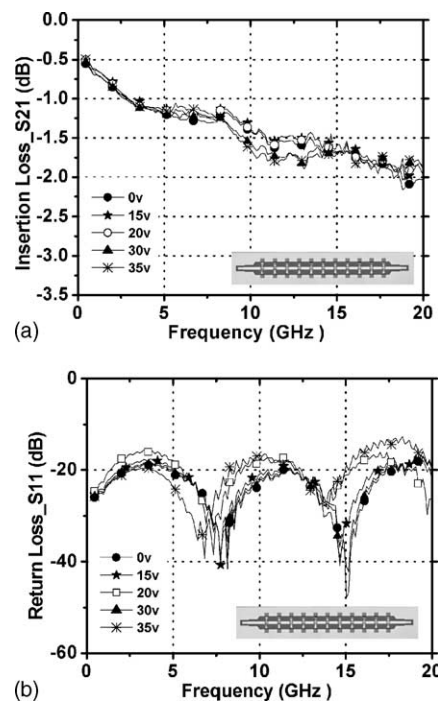 0.0
-0.5
-1.0
-1.5
-2.0
-2.5
-3.0
-3.5
Insertion Loss_S21 (dB)
0v
15v
20v
30v
35v
0 5 10 15 20
Frequency (GHz )
(a)
0
-20
-40
-60
Return Loss_S11 (dB)
0v
15v
20v
30v
35v
0 5 10 15 20
Frequency (GHz )
(b)